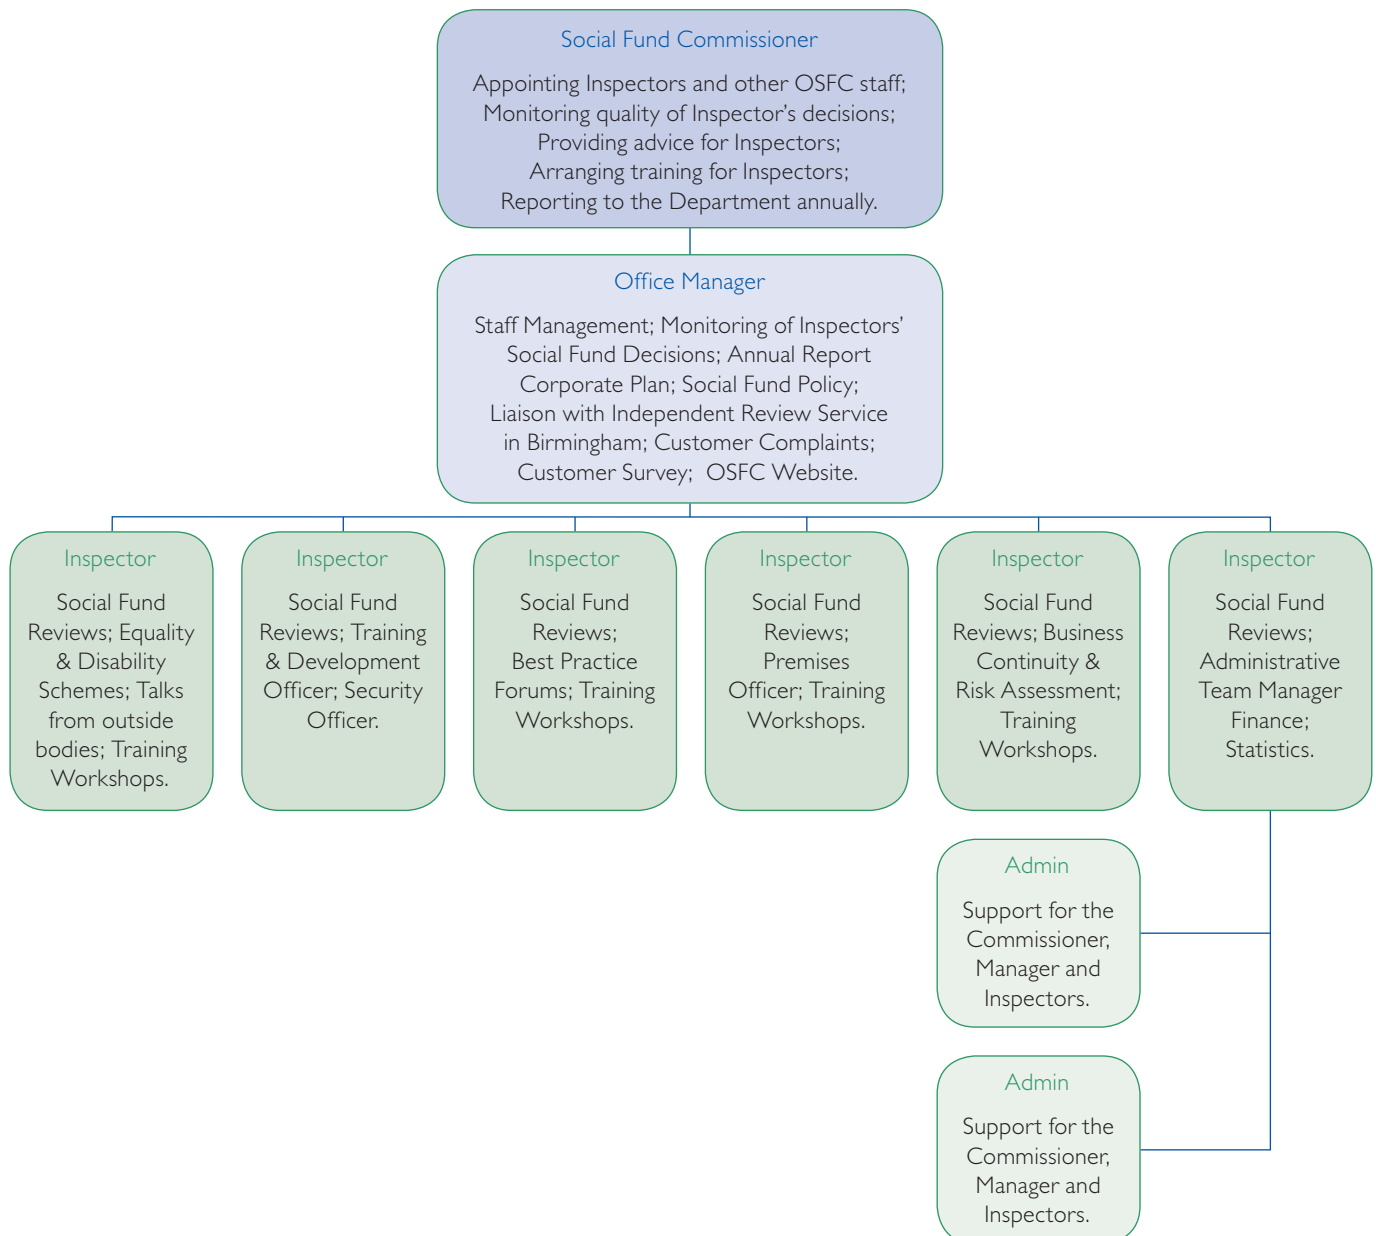 Social Fund Commissioner
Appointing Inspectors and other OSFC staff;
Monitoring quality of Inspector's decisions;
Providing advice for Inspectors;
Arranging training for Inspectors;
Reporting to the Department annually.
Office Manager
Staff Management; Monitoring of Inspectors'
Social Fund Decisions; Annual Report
Corporate Plan; Social Fund Policy;
Liaison with Independent Review Service
in Birmingham; Customer Complaints;
Customer Survey; OSFC Website.
Inspector
Social Fund
Reviews; Equality
& Disability
Schemes; Talks
from outside
bodies; Training
Workshops.
Inspector
Social Fund
Reviews; Training
& Development
Officer; Security
Officer.
Inspector
Social Fund
Reviews;
Best Practice
Forums; Training
Workshops.
Inspector
Social Fund
Reviews;
Premises
Officer; Training
Workshops.
Inspector
Social Fund
Reviews; Business
Continuity &
Risk Assessment;
Training
Workshops.
Inspector
Social Fund
Reviews;
Administrative
Team Manager
Finance;
Statistics.
Admin
Support for the
Commissioner,
Manager and
Inspectors.
Admin
Support for the
Commissioner,
Manager and
Inspectors.